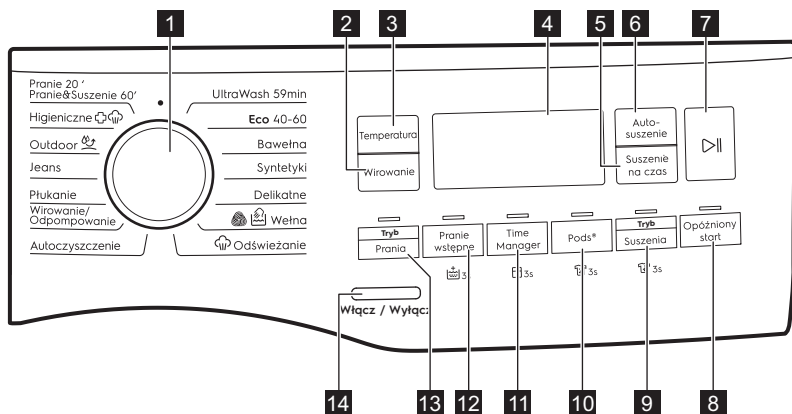 1
2
3
4
5
6
7
Pranie 20 ‘
Pranie&Suszenie 60’
Higieniczne
Outdoor
Jeans
Płukanie
Wirowanie/
Odpompowanie
Autoczyszczenie
UltraWash 59min
Eco 40-60
Bawełna
Syntetyki
Delikatne
Wełna
Odświeżanie
Temperatura
Wirowanie
Auto-
suszenie
Suszenie
na czas
Tryb
Prania
Pranie
wstępne
3s
Time
Manager
3s
Pods®
3s
Tryb
Suszenia
3s
Opóźniony
start
Włącz / Wyłącz
14
13
12
11
10
9
8